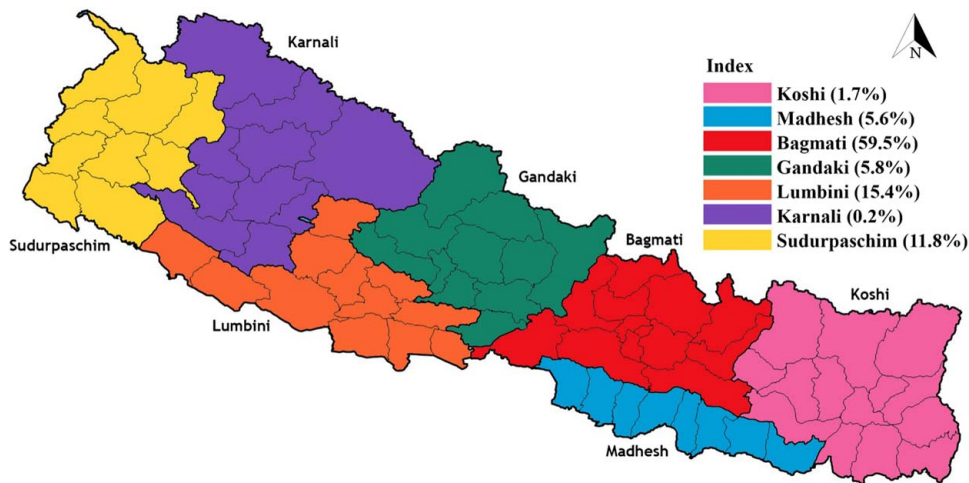 Karnali
N
Index
Koshi (1.7%)
Madhesh (5.6%)
Bagmati (59.5%)
Gandaki (5.8%)
Lumbini (15.4%)
Karnali (0.2%)
Sudurpaschim (11.8%)
Gandaki
Bagmati
Sudurpaschim
Koshi
Lumbini
Madhesh